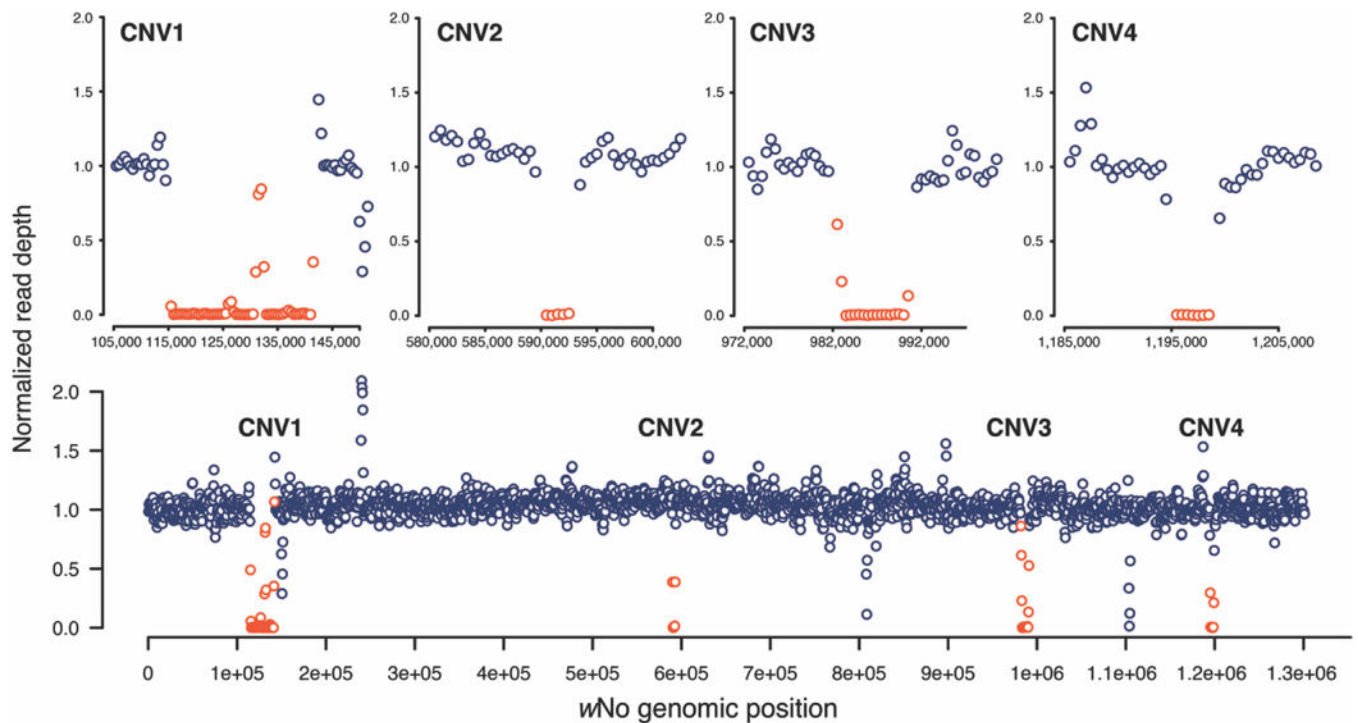 CNV1 CNV2 CNV3 CNV4
2.0 2.0 2.0 2.0
1.5 1.5 1.5 1.5
1.0 1.0 1.0 1.0
0.5 0.5 0.5 0.5
0.0 0.0 0.0 0.0
105,000 115,000 125,000 135,000 145,000 580,000 585,000 590,000 595,000 600,000 972,000 982,000 992,000 1,185,000 1,195,000 1,205,000
Normalized read depth
2.0
CNV1 CNV2 CNV3 CNV4
1.5
1.0
0.5
0.0
0 1e+05 2e+05 3e+05 4e+05 5e+05 6e+05 7e+05 8e+05 9e+05 1e+06 1.1e+06 1.2e+06 1.3e+06
wNo genomic position